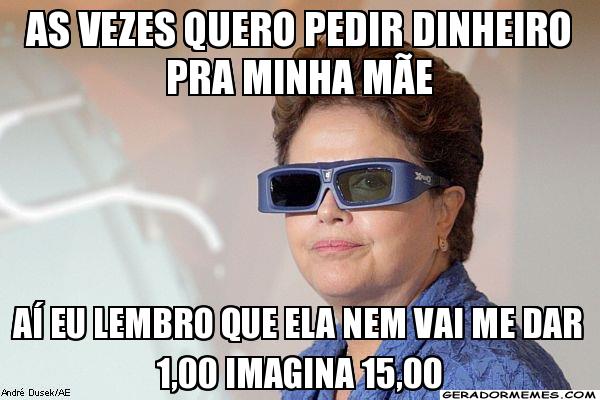 AS VEZES QUERO PEDIR DINHEIRO
PRA MINHA MÃE
AÍ EU LEMBRO QUE ELA NEM VAI ME DAR
1,00 IMAGINA 15,00
André Dusek/AE
GERADORMEMES.COM